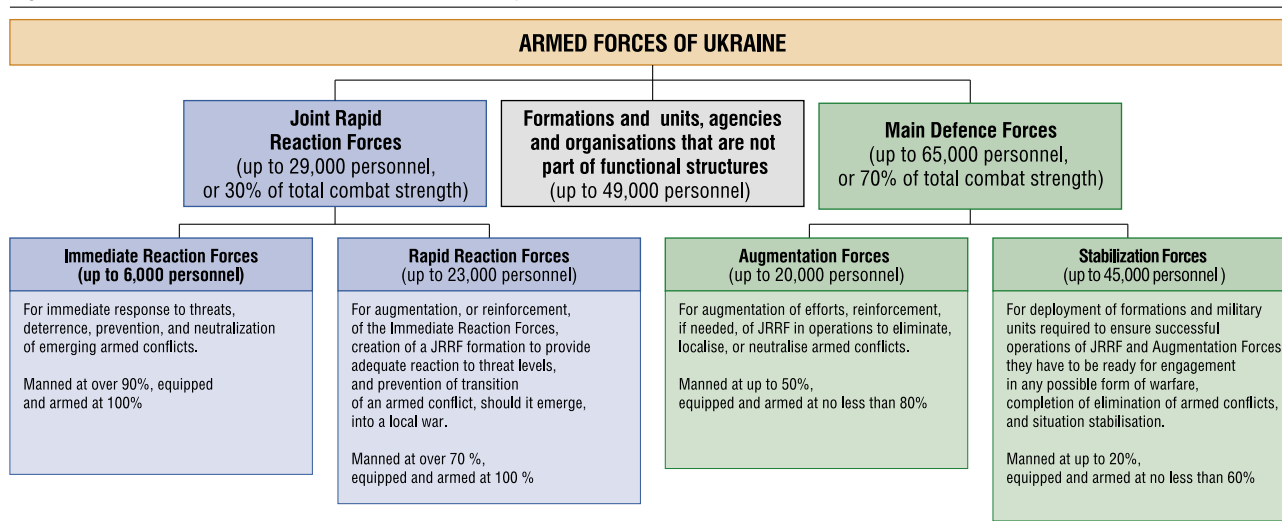 ARMED FORCES OF UKRAINE
Joint Rapid
Reaction Forces
(up to 29,000 personnel,
or 30% of total combat strength)
Formations and units, agencies
and organisations that are not
part of functional structures
(up to 49,000 personnel)
Main Defence Forces
(up to 65,000 personnel,
or 70% of total combat strength)
Immediate Reaction Forces
(up to 6,000 personnel)
For immediate response to threats,
deterrence, prevention, and neutralization
of emerging armed conflicts.
Manned at over 90%, equipped
and armed at 100%
Rapid Reaction Forces
(up to 23,000 personnel)
For augmentation, or reinforcement,
of the Immediate Reaction Forces,
creation of a JRRF formation to provide
adequate reaction to threat levels,
and prevention of transition
of an armed conflict, should it emerge,
into a local war.
Manned at over 70 %,
equipped and armed at 100 %
Augmentation Forces
(up to 20,000 personnel)
For augmentation of efforts, reinforcement,
if needed, of JRRF in operations to eliminate,
localise, or neutralise armed conflicts.
Manned at up to 50%,
equipped and armed at no less than 80%
Stabilization Forces
(up to 45,000 personnel)
For deployment of formations and military
units required to ensure successful
operations of JRRF and Augmentation Forces
they have to be ready for engagement
in any possible form of warfare,
completion of elimination of armed conflicts,
and situation stabilisation.
Manned at up to 20%,
equipped and armed at no less than 60%